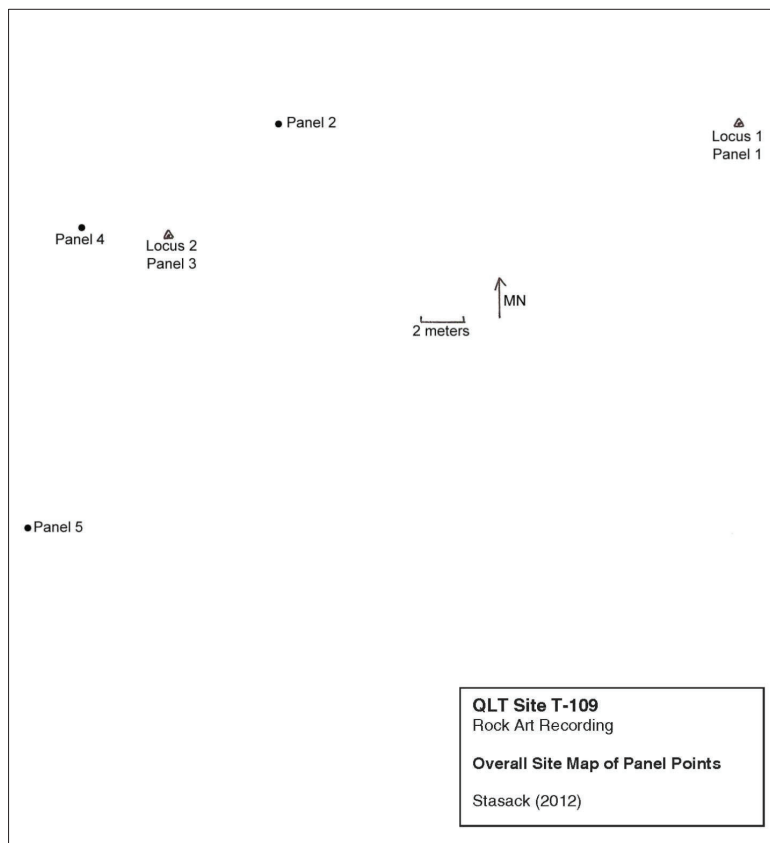 Panel 2
Locus 1
Panel 1
Panel 4
Locus 2
Panel 3
MN
2 meters
Panel 5
QLT Site T-109
Rock Art Recording
Overall Site Map of Panel Points
Stasack (2012)